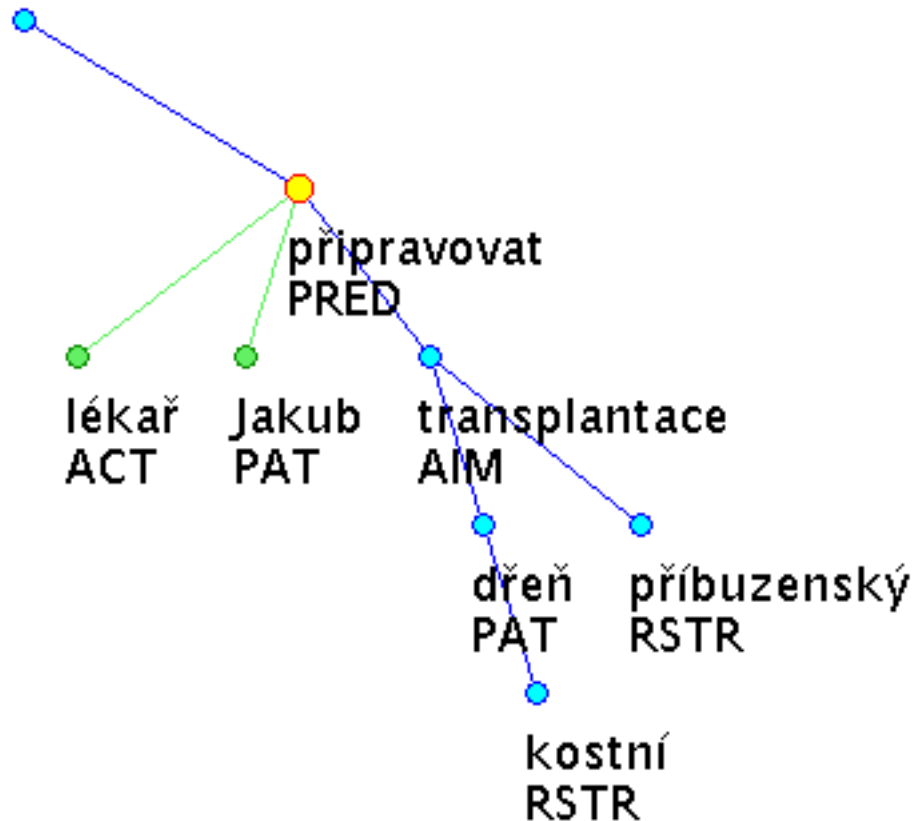 připravovat
PRED
lékař
ACT
Jakub
PAT
transplantace
AIM
dřeň
PAT
příbuzenský
RSTR
kostní
RSTR